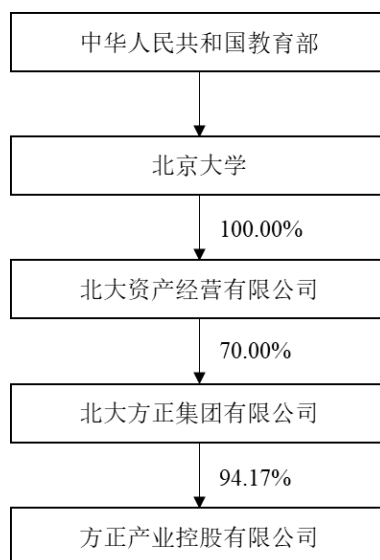 中华人民共和国教育部
北京大学
100.00%
北大资产经营有限公司
70.00%
北大方正集团有限公司
94.17%
方正产业控股有限公司